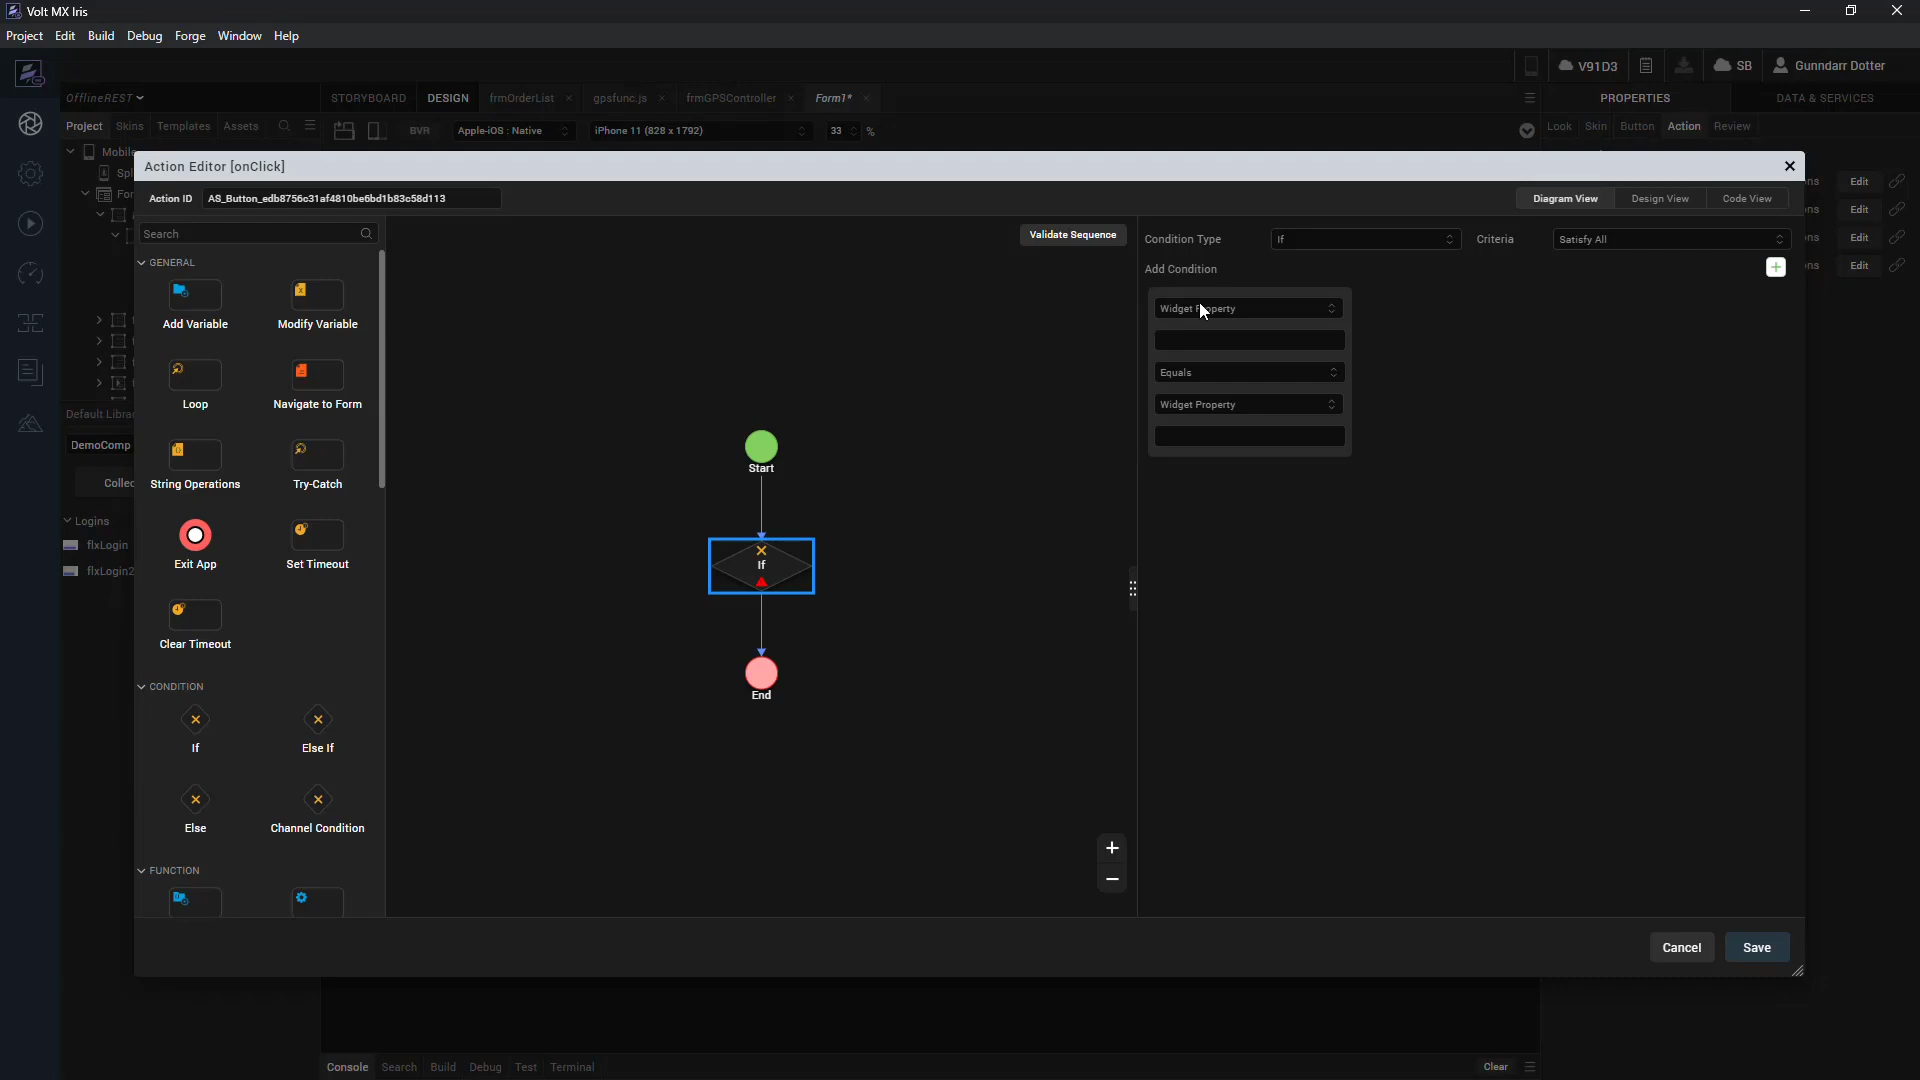 Volt MX Iris
Project Edit Build Debug Forge Window Help
V91D3 SB Gunndarr Dotter
OfflineREST STORYBOARD DESIGN frmOrderList gpsfunc.js frmGPSController Form1* PROPERTIES DATA & SERVICES
Project Skins Templates Assets BVR Apple-iOS : Native iPhone 11 (828 x 1792) 33 % Look Skin Button Action Review
Mobile
Action Editor [onClick]
Action ID AS_Button_edb8756c31af4810be6bd1b83c58d113 Diagram View Design View Code View
Edit
Edit
Edit
Edit
Search
Validate Sequence
Condition Type If Criteria Satisfy All
Add Condition
Widget Property
Equals
Widget Property
GENERAL
Add Variable Modify Variable
Loop Navigate to Form
String Operations Try-Catch
Exit App Set Timeout
Clear Timeout
CONDITION
If Else If
Else Channel Condition
FUNCTION
Start
If
End
Default Libra
DemoComp
Collec
Logins
flxLogin
flxLogin2
Cancel Save
Console Search Build Debug Test Terminal Clear